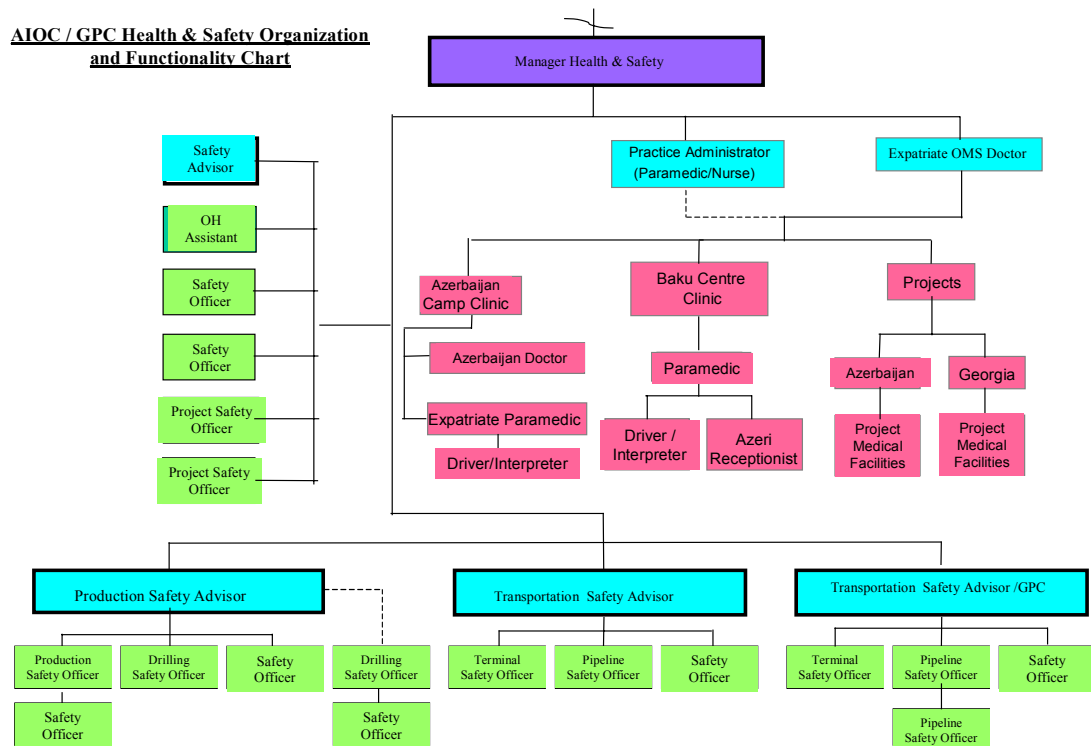 AIOC / GPC Health & Safety Organization
and Functionality Chart
Manager Health & Safety
Safety
Advisor
Practice Administrator
(Paramedic/Nurse)
Expatriate OMS Doctor
OH
Assistant
Safety
Officer
Safety
Officer
Project Safety
Officer
Project Safety
Officer
Azerbaijan
Camp Clinic
Baku Centre
Clinic
Projects
Azerbaijan Doctor
Expatriate Paramedic
Driver/Interpreter
Paramedic
Driver /
Interpreter
Azeri
Receptionist
Azerbaijan
Georgia
Project
Medical
Facilities
Project
Medical
Facilities
Production Safety Advisor
Transportation Safety Advisor
Transportation Safety Advisor /GPC
Production
Safety Officer
Drilling
Safety Officer
Safety
Officer
Drilling
Safety Officer
Terminal
Safety Officer
Pipeline
Safety Officer
Safety
Officer
Terminal
Safety Officer
Pipeline
Safety Officer
Safety
Officer
Safety
Officer
Safety
Officer
Pipeline
Safety Officer